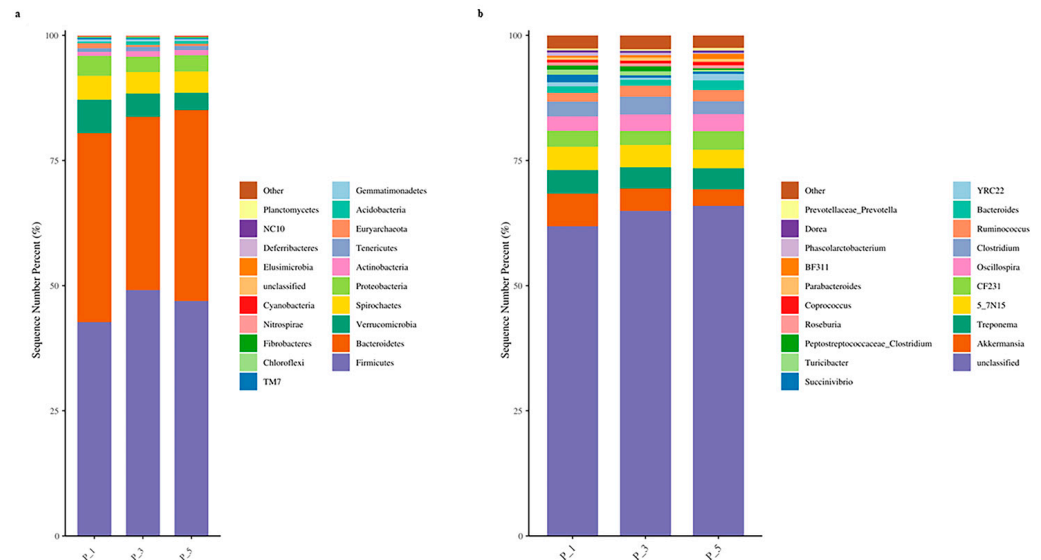 a
Sequence Number Percent (%)
100
75
50
25
0
P_1
P_3
P_5
Other
Planctomycetes
NC10
Deferribacteres
Elusimicrobia
unclassified
Cyanobacteria
Nitrospirae
Fibrobacteres
Chloroflexi
TM7
Gemmatimonadetes
Acidobacteria
Euryarchaeota
Tenericutes
Actinobacteria
Proteobacteria
Spirochaetes
Verrucomicrobia
Bacteroidetes
Firmicutes
b
Sequence Number Percent (%)
100
75
50
25
0
P_1
P_3
P_5
Other
Prevotellaceae_Prevotella
Dorea
Phascolarctobacterium
BF311
Parabacteroides
Coprococcus
Roseburia
Peptostreptococcaceae_Clostridium
Turicibacter
Succinivibrio
YRC22
Bacteroides
Ruminococcus
Clostridium
Oscillospira
CF231
5_7N15
Treponema
Akkermansia
unclassified